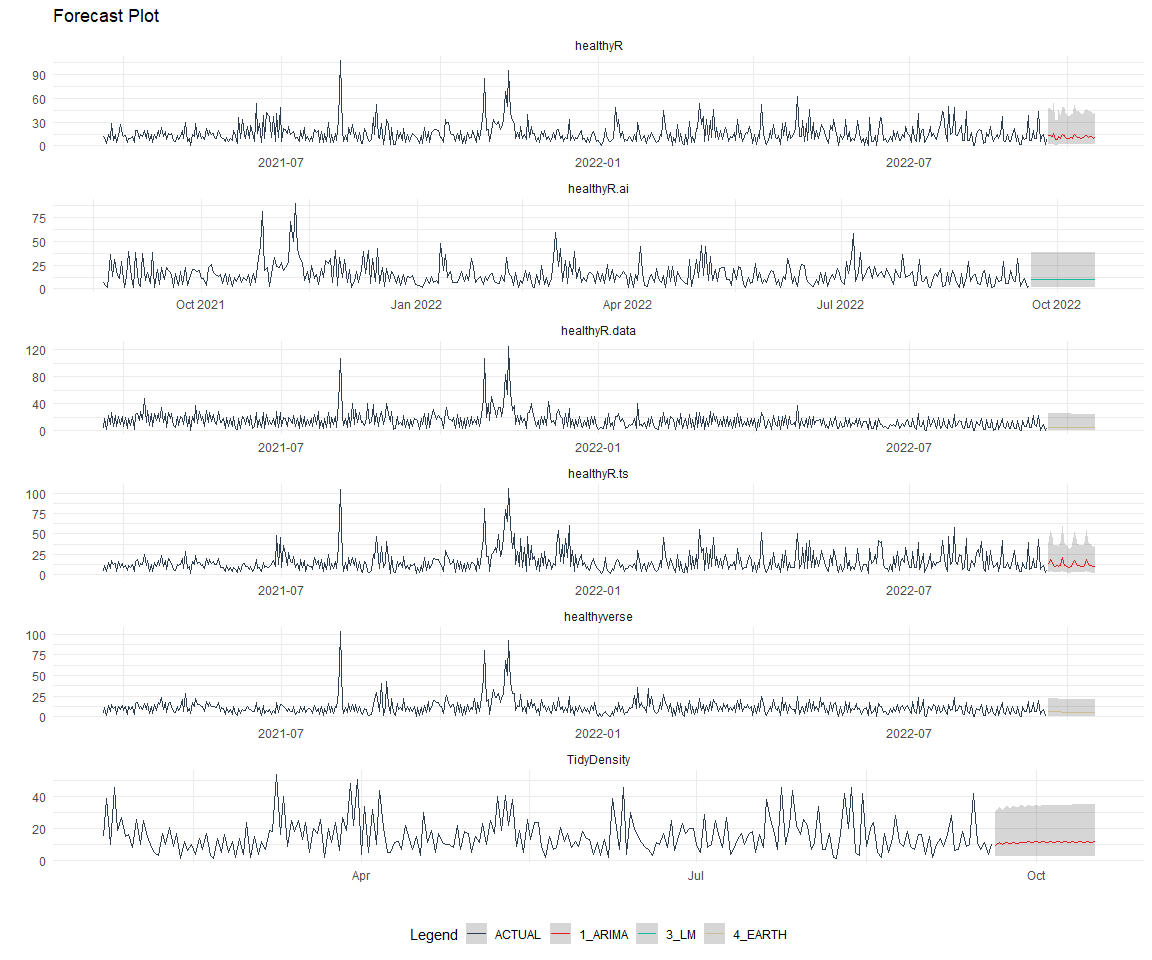 Forecast Plot
healthyR
90
60
30
0
2021-07 2022-01 2022-07
healthyR.ai
75
50
25
0
Oct 2021 Jan 2022 Apr 2022 Jul 2022 Oct 2022
healthyR.data
120
80
40
0
2021-07 2022-01 2022-07
healthyR.ts
100
75
50
25
0
2021-07 2022-01 2022-07
healthyverse
100
75
50
25
0
2021-07 2022-01 2022-07
TidyDensity
40
20
0
Apr Jul Oct
Legend ACTUAL 1_ARIMA 3_LM 4_EARTH